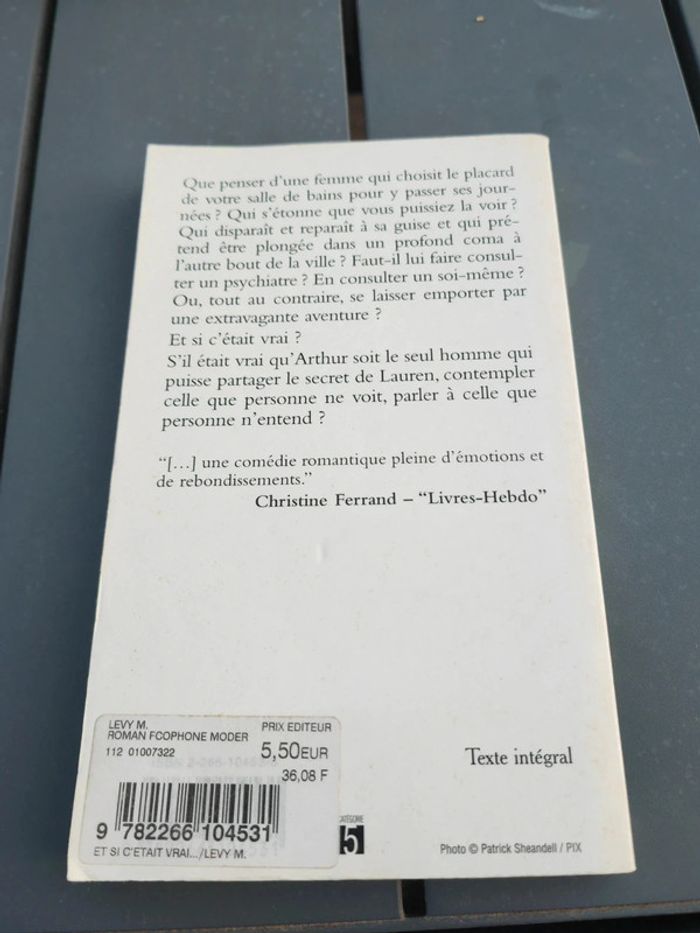 Que penser d'une femme qui choisit le placard
de votre salle de bains pour y passer ses jour-
nées ? Qui s'étonne que vous puissiez la voir ?
Qui disparaît et reparaît à sa guise et qui pré-
tend être plongée dans un profond coma à
l'autre bout de la ville ? Faut-il lui faire consul-
ter un psychiatre ? En consulter un soi-même ?
Ou, tout au contraire, se laisser emporter par
une extravagante aventure ?
Et si c'était vrai ?
S'il était vrai qu'Arthur soit le seul homme qui
puisse partager le secret de Lauren, contempler
celle que personne ne voit, parler à celle que
personne n'entend ?
“[...] une comédie romantique pleine d'émotions et
de rebondissements.”
Christine Ferrand – “Livres-Hebdo”
LEVY M. PRIX EDITEUR
ROMAN FCOPHONE MODER
112 01007322 5,50EUR
36,08 F
9 782266 104531
ET SI C'ETAIT VRAI.../LEVY M.
CATÉGORIE
5
Texte intégral
Photo © Patrick Sheandell / PIX